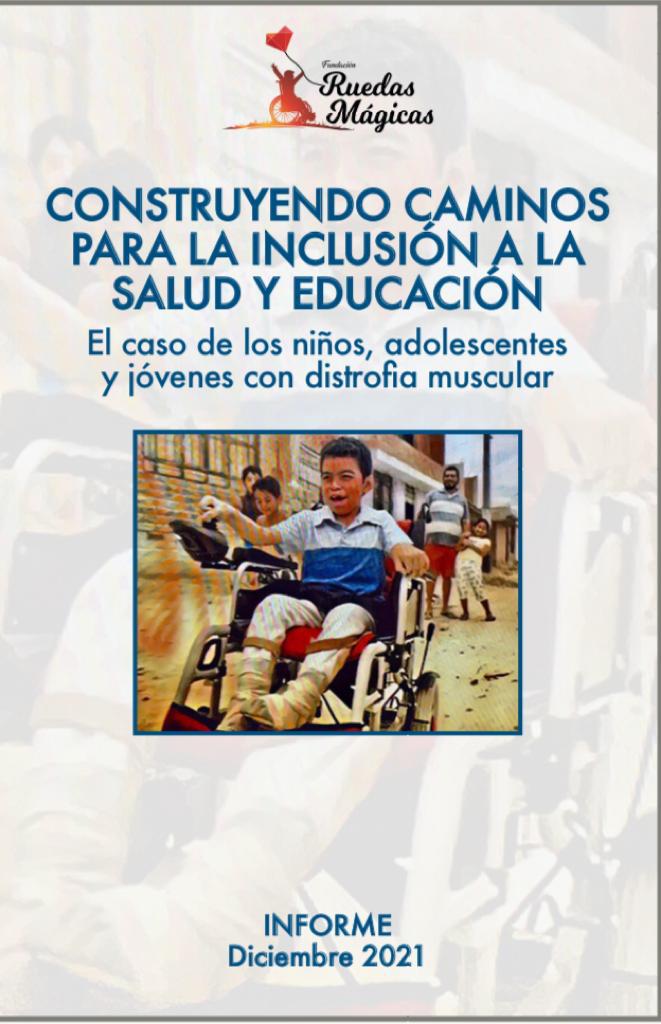 Fundación
Ruedas
Mágicas
CONSTRUYENDO CAMINOS
PARA LA INCLUSIÓN A LA
SALUD Y EDUCACIÓN
El caso de los niños, adolescentes
y jóvenes con distrofia muscular
INFORME
Diciembre 2021